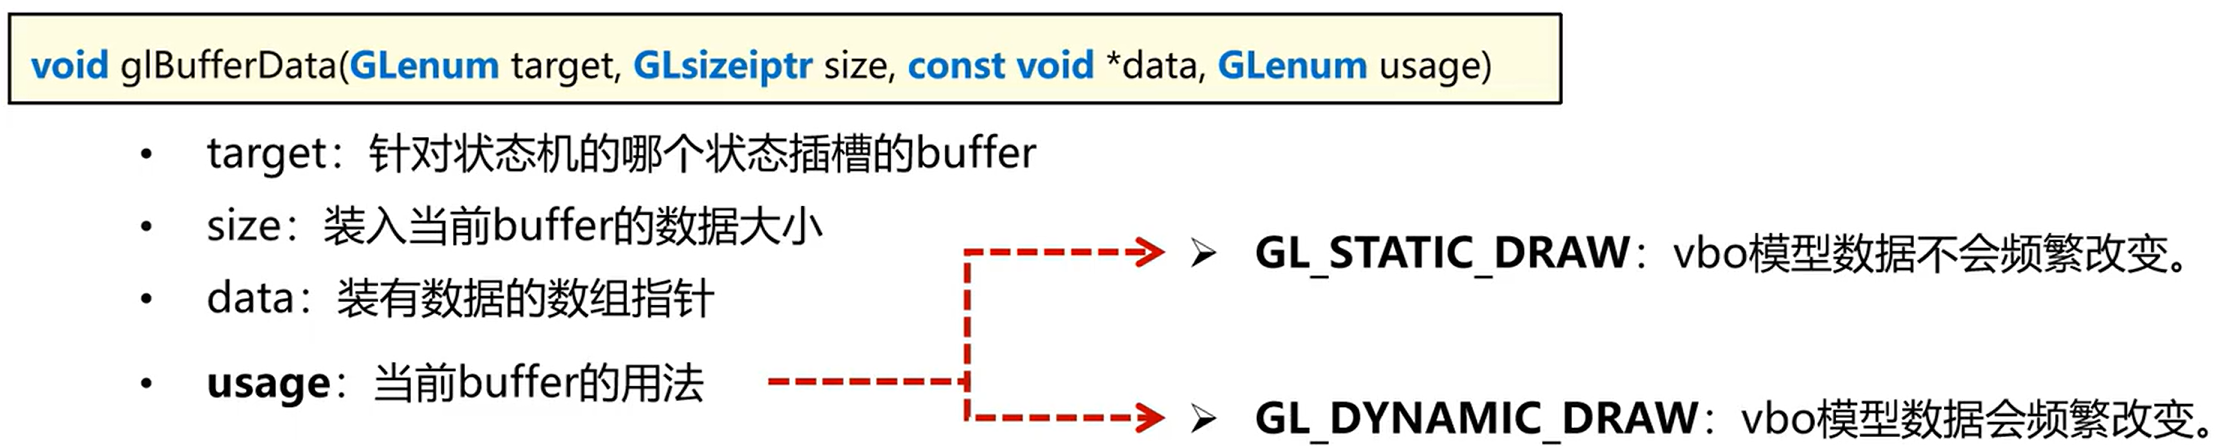 void glBufferData(GLenum target, GLsizeiptr size, const void *data, GLenum usage)
• target：针对状态机的哪个状态插槽的buffer
• size：装入当前buffer的数据大小
• data：装有数据的数组指针
• usage：当前buffer的用法
➢ GL_STATIC_DRAW：vbo模型数据不会频繁改变。
➢ GL_DYNAMIC_DRAW：vbo模型数据会频繁改变。